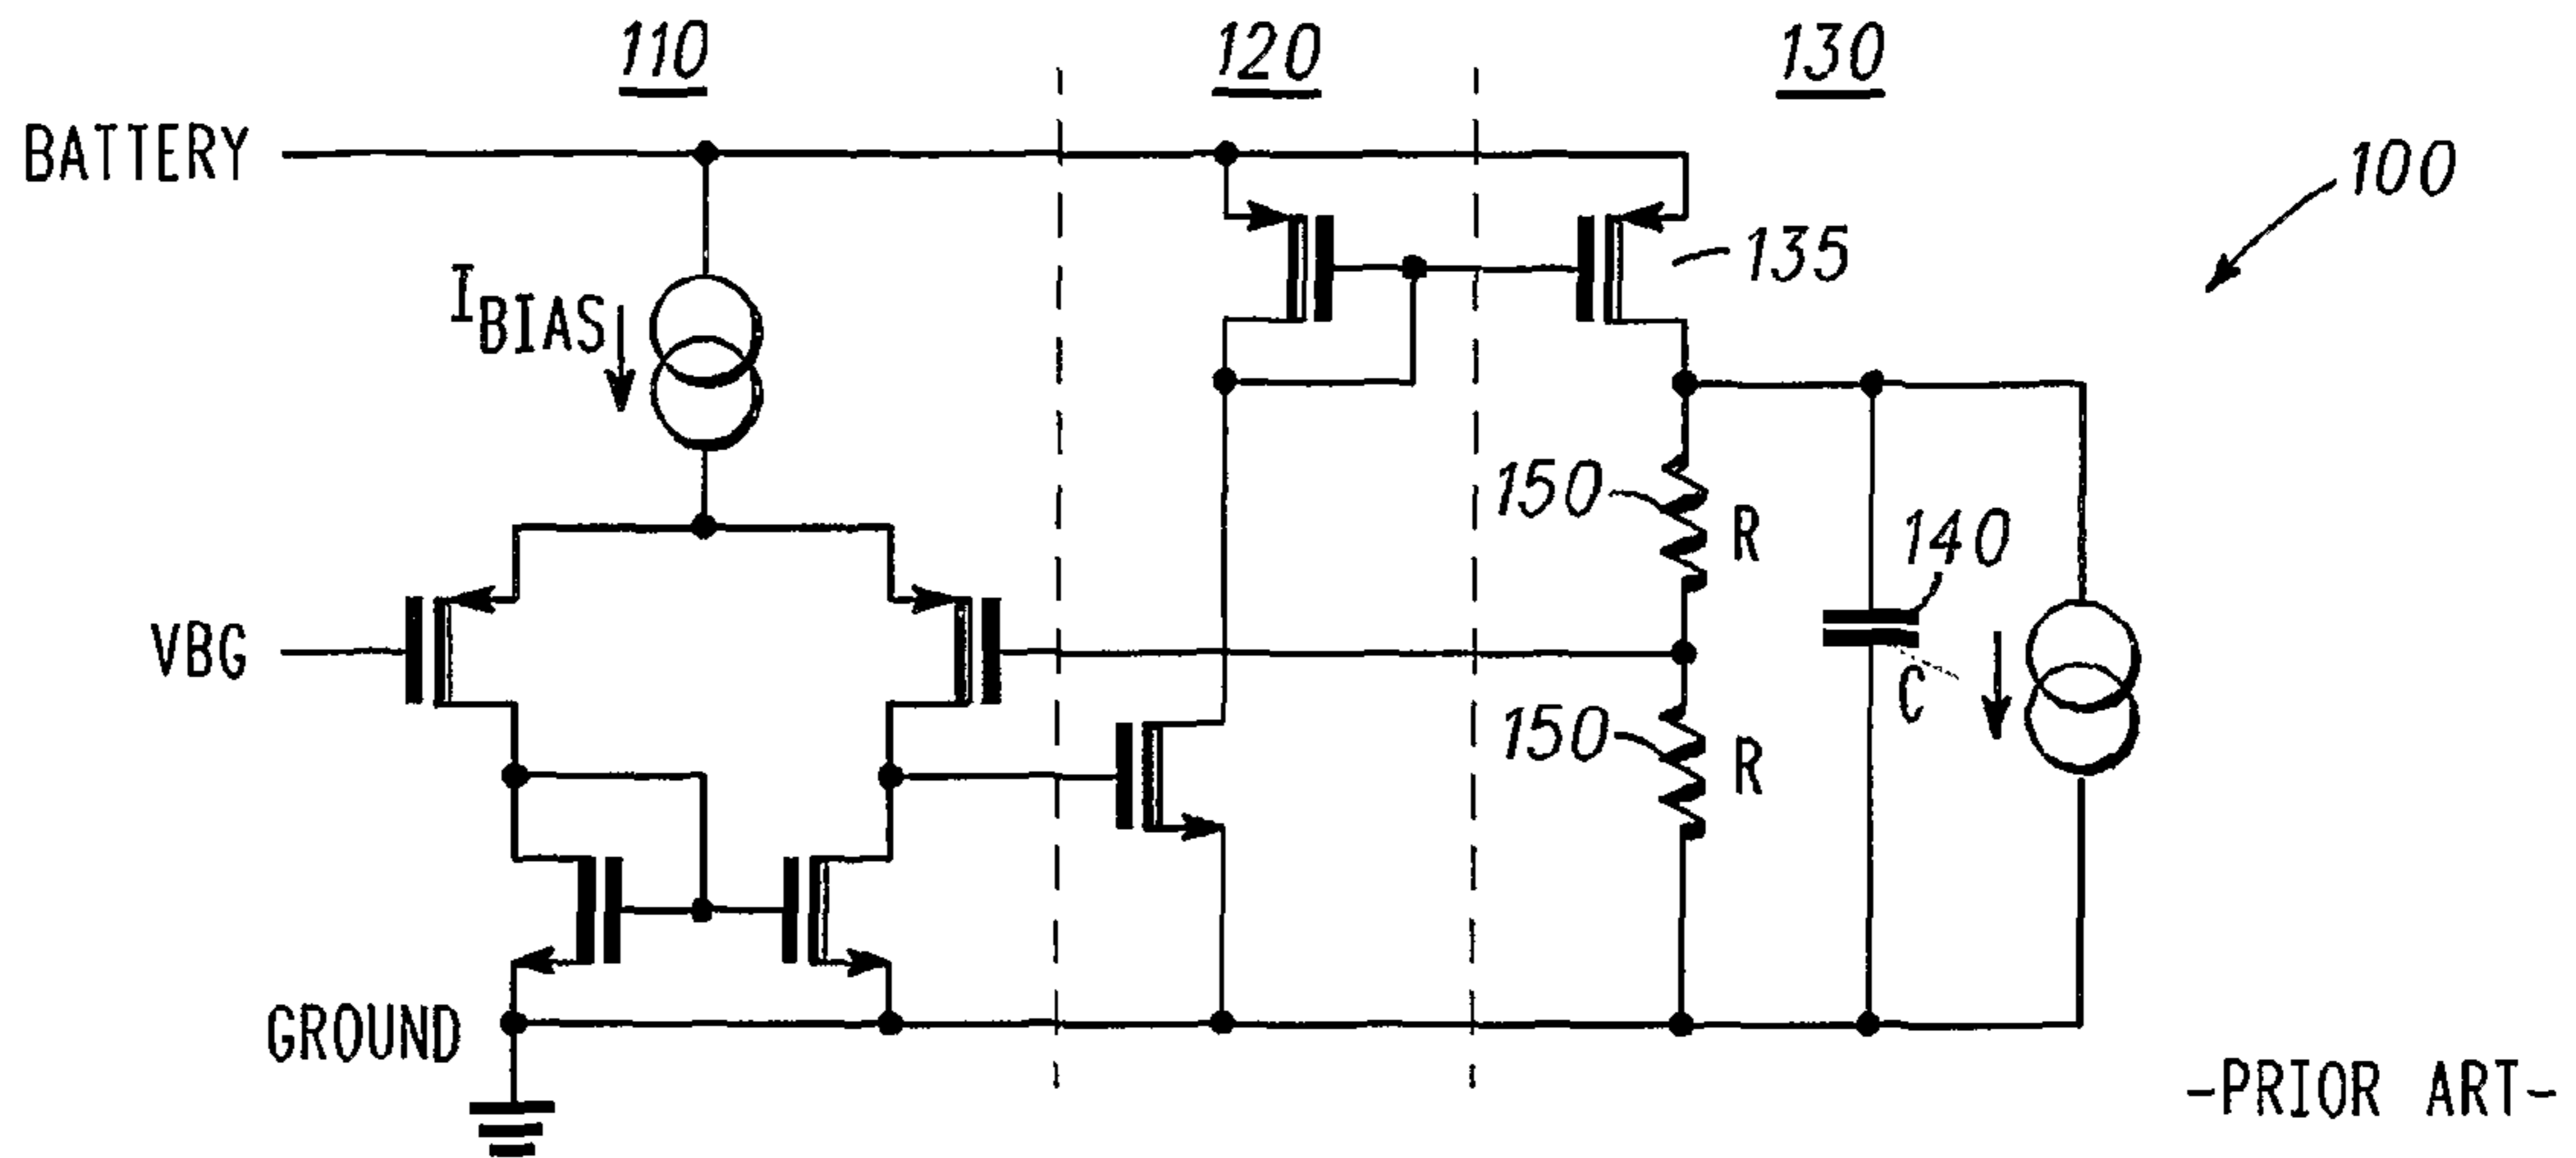 110
120
130
BATTERY
100
135
IBIAS
150
R
140
VBG
C
150
R
GROUND
-PRIOR ART-